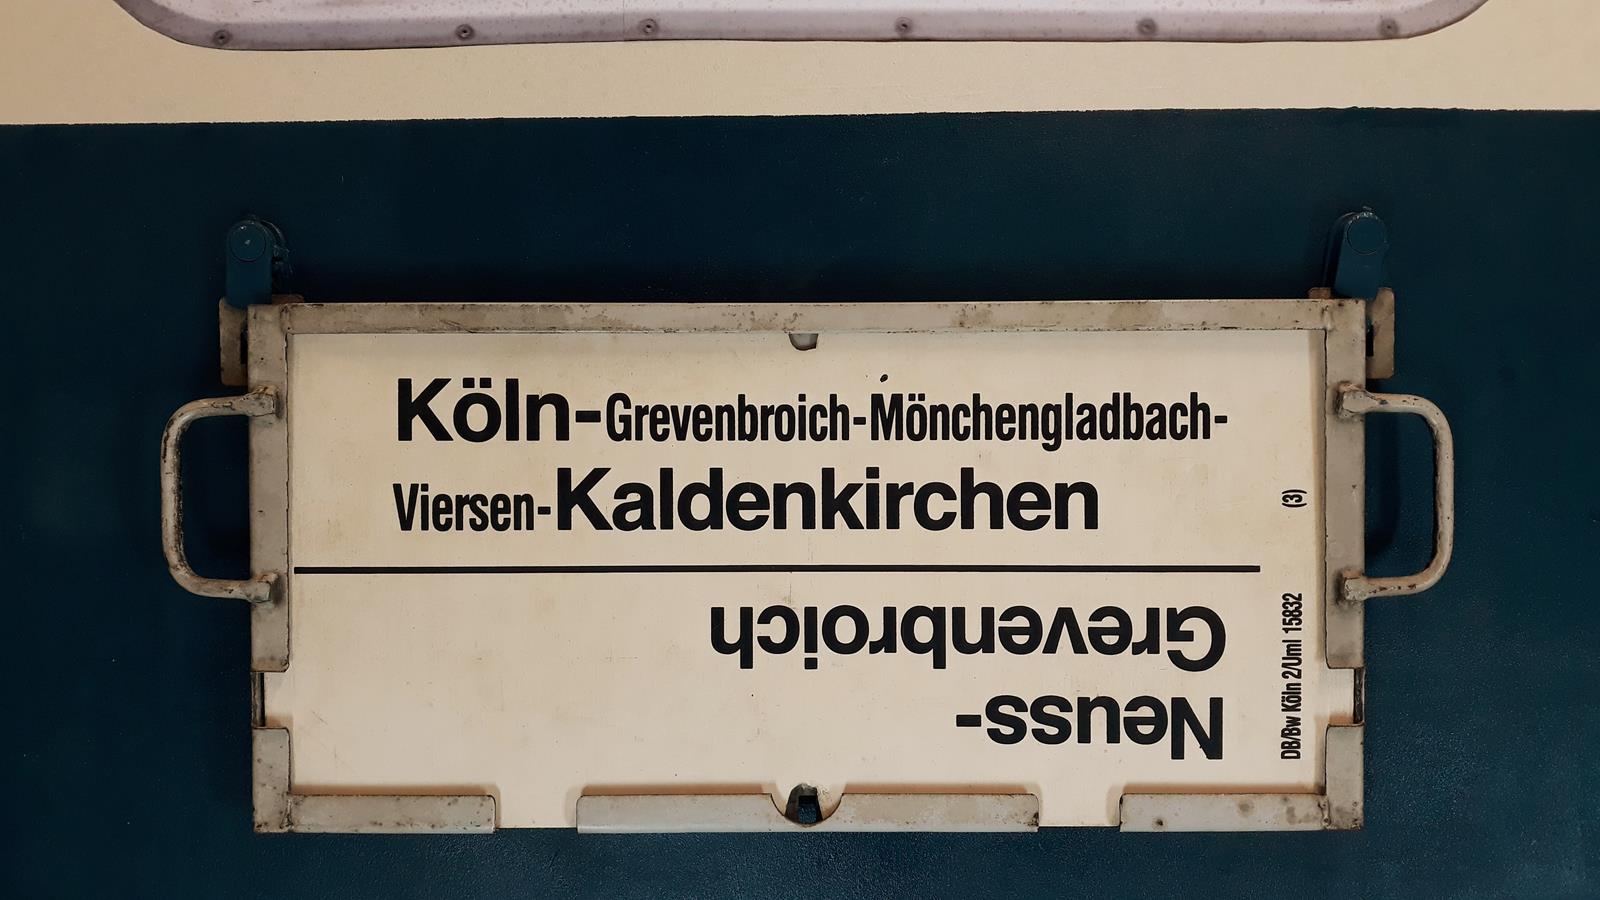 Köln-Grevenbroich-Mönchengladbach-
Viersen-Kaldenkirchen
(3)
Neuss-
Grevenbroich
DB/Bw Köln 2/Uml 15832